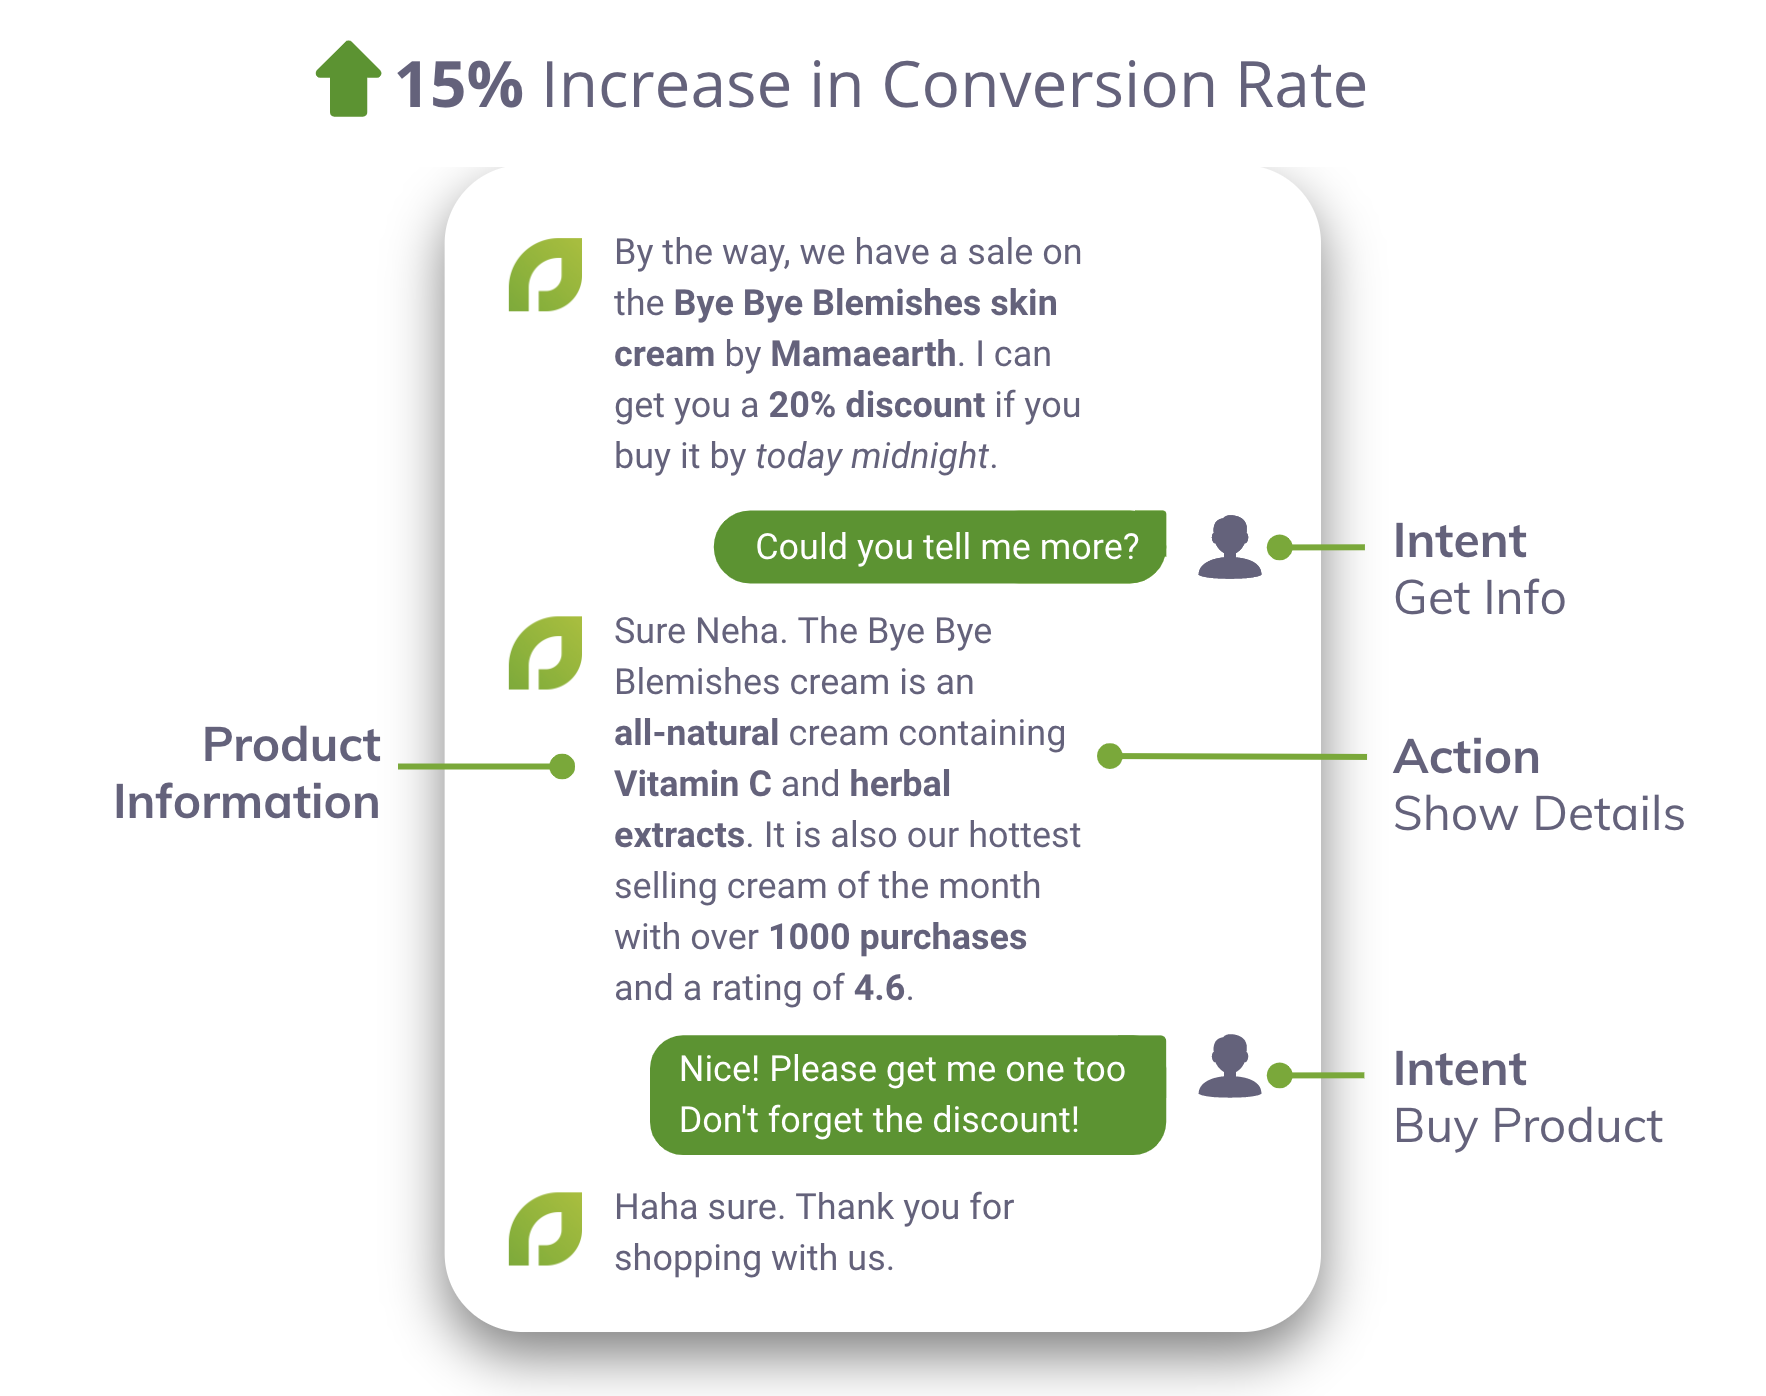 15% Increase in Conversion Rate
By the way, we have a sale on
the Bye Bye Blemishes skin
cream by Mamaearth. I can
get you a 20% discount if you
buy it by today midnight.
Could you tell me more?
Intent
Get Info
Sure Neha. The Bye Bye
Blemishes cream is an
all-natural cream containing
Vitamin C and herbal
extracts. It is also our hottest
selling cream of the month
with over 1000 purchases
and a rating of 4.6.
Product
Information
Action
Show Details
Nice! Please get me one too
Don't forget the discount!
Intent
Buy Product
Haha sure. Thank you for
shopping with us.